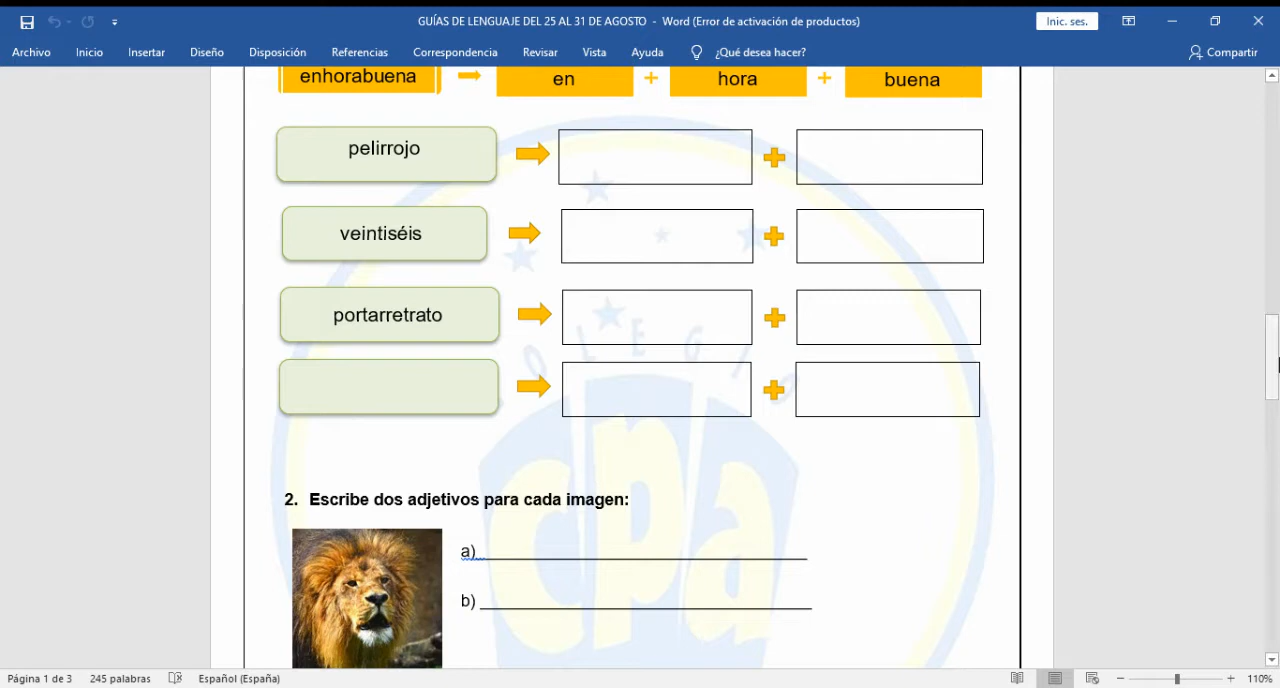 GUÍAS DE LENGUAJE DEL 25 AL 31 DE AGOSTO - Word (Error de activación de productos)
Inic. ses.
Archivo Inicio Insertar Diseño Disposición Referencias Correspondencia Revisar Vista Ayuda ¿Qué desea hacer? Compartir
enhorabuena en + hora + buena
pelirrojo
veintiséis
portarretrato
OLEGIO
cpa
2. Escribe dos adjetivos para cada imagen:
a)
b)
Página 1 de 3 245 palabras Español (España) 110%